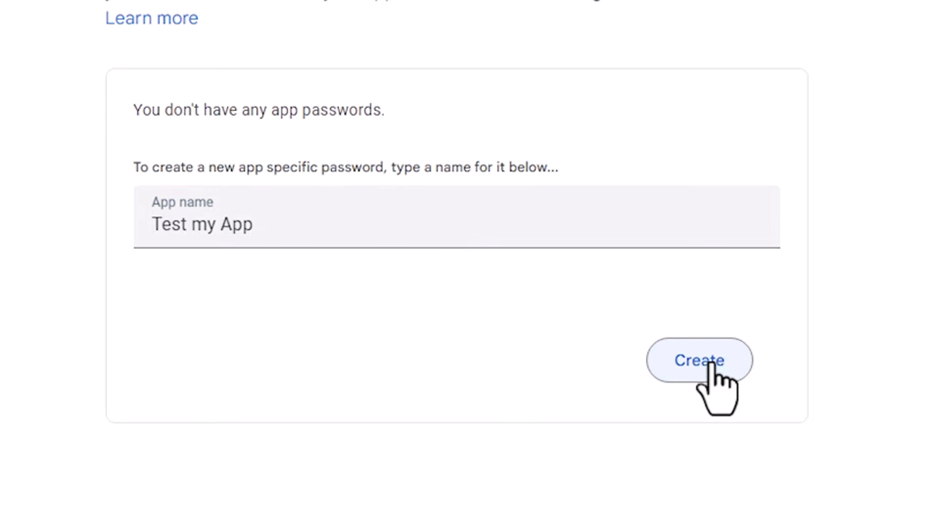 Learn more
You don't have any app passwords.
To create a new app specific password, type a name for it below...
App name
Test my App
Create